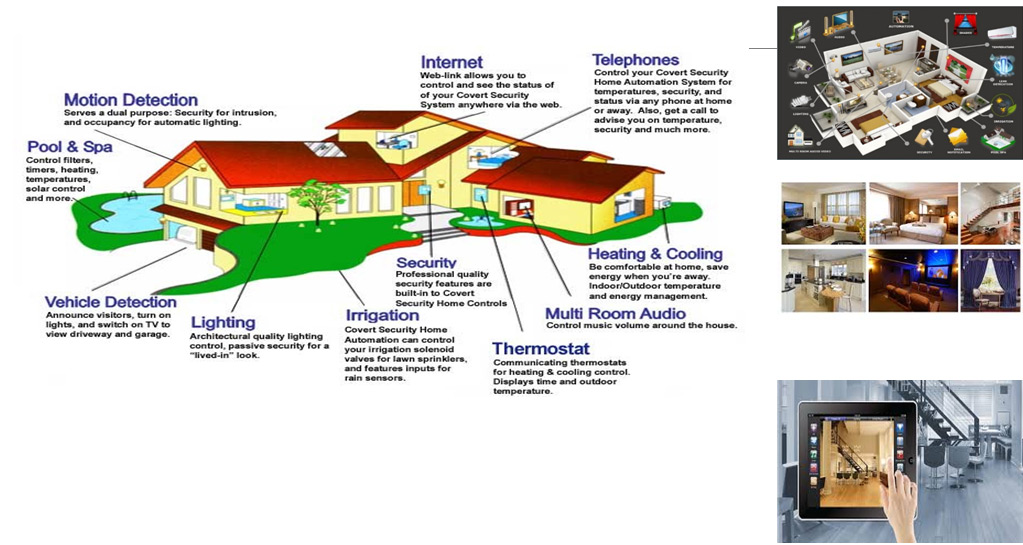 Internet
Web-link allows you to
control and see the status of
of your Covert Security
System anywhere via the web.
Telephones
Control your Covert Security
Home Automation System for
temperatures, security, and
status via any phone at home
or away.  Also, get a call to
advise you on temperature,
security and much more.
Motion Detection
Serves a dual purpose: Security for intrusion,
and occupancy for automatic lighting.
Pool & Spa
Control filters,
timers, heating,
temperatures,
solar control
and more.
Heating & Cooling
Be comfortable at home, save
energy when you're away.
Indoor/Outdoor temperature
and energy management.
Security
Professional quality
security features are
built-in to Covert
Security Home Controls
Vehicle Detection
Announce visitors, turn on
lights, and switch on TV to
view driveway and garage.
Lighting
Architectural quality lighting
control, passive security for a
"lived-in" look.
Irrigation
Covert Security Home
Automation can control
your irrigation solenoid
valves for lawn sprinklers,
and features inputs for
rain sensors.
Multi Room Audio
Control music volume around the house.
Thermostat
Communicating thermostats
for heating & cooling control.
Displays time and outdoor
temperature.
AUTOMATION
TEMPERATURE
LIGHTING
SECURITY
NOTIFICATION
POOL SPA